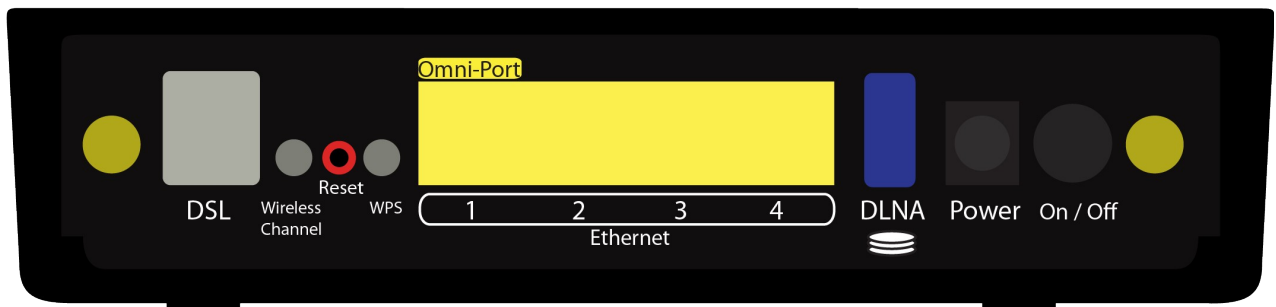 Omni-Port
Reset
DSL
Wireless
Channel
WPS
1 2 3 4
Ethernet
DLNA
Power
On / Off